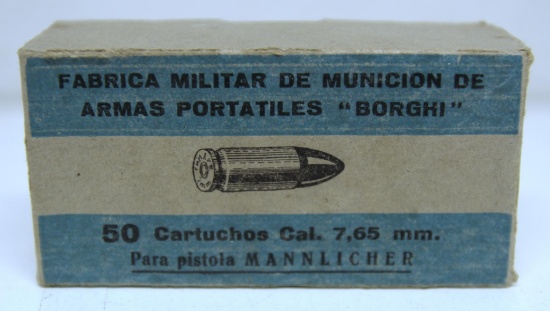 FABRICA MILITAR DE MUNICION DE
ARMAS PORTATILES "BORGHI"
50 Cartuchos Cal. 7,65 mm.
Para pistola MANNLICHER